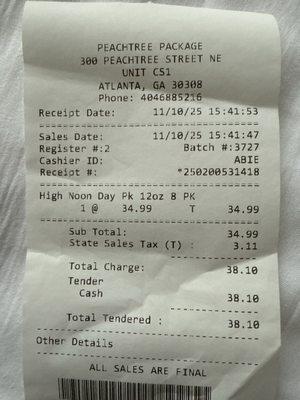 PEACHTREE PACKAGE
300 PEACHTREE STREET NE
UNIT CS1
ATLANTA, GA 30308
Phone: 4046885216
Receipt Date: 11/10/25 15:41:53
Sales Date: 11/10/25 15:41:47
Register #:2 Batch #:3727
Cashier ID: ABIE
Receipt #: *250200531418
High Noon Day Pk 12oz 8 PK
1 @ 34.99 T 34.99
Sub Total: 34.99
State Sales Tax (T) : 3.11
Total Charge: 38.10
Tender
Cash 38.10
Total Tendered : 38.10
Other Details
ALL SALES ARE FINAL